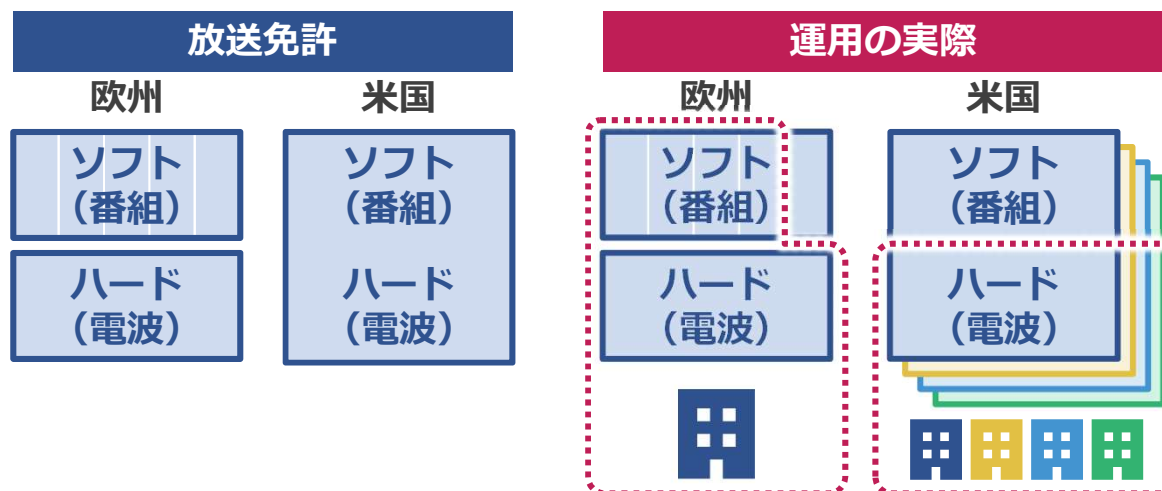 放送免許
欧州
米国
ソフト
(番組)
ハード
(電波)
ソフト
(番組)
ハード
(電波)
運用の実際
欧州
米国
ソフト
(番組)
ハード
(電波)
ソフト
(番組)
ハード
(電波)